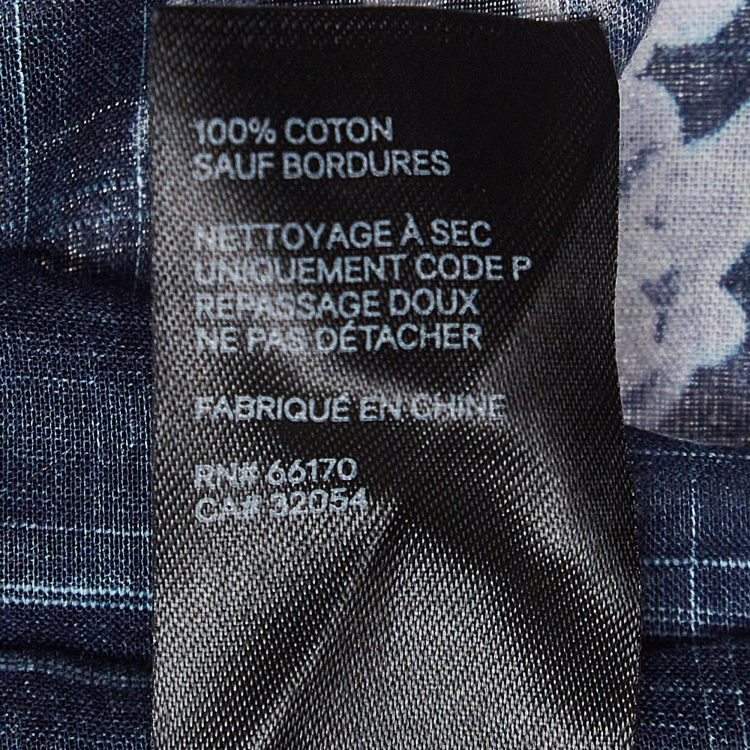 100% COTON
SAUF BORDURES
NETTOYAGE À SEC
UNIQUEMENT CODE P
REPASSAGE DOUX
NE PAS DÉTACHER
FABRIQUÉ EN CHINE
RN# 66170
CA# 32054